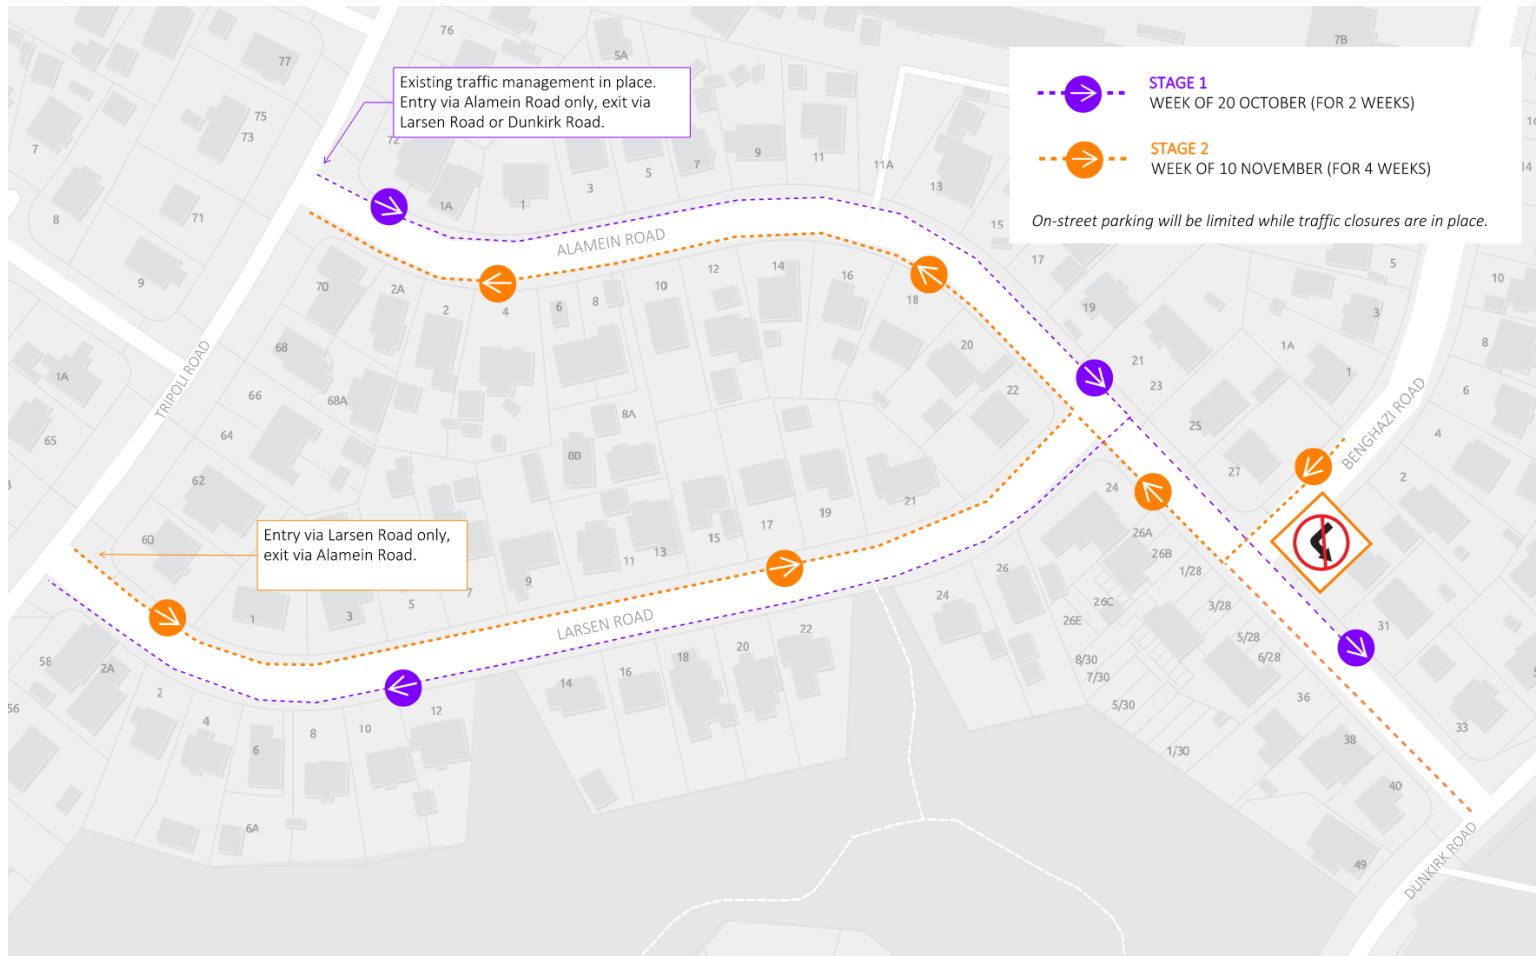 76
77
5A
7B
Existing traffic management in place.
Entry via Alamein Road only, exit via
Larsen Road or Dunkirk Road.
STAGE 1
WEEK OF 20 OCTOBER (FOR 2 WEEKS)
STAGE 2
WEEK OF 10 NOVEMBER (FOR 4 WEEKS)
On-street parking will be limited while traffic closures are in place.
75
73
7
72
3
5
7
9
11
11A
13
14
15
8
71
1A
1
ALAMEIN ROAD
17
5
9
70
2A
2
4
6
8
10
12
14
16
18
19
3
10
TRIPOLI ROAD
68
20
21
1A
8
1A
66
68A
22
23
1
6
65
64
8A
25
BENGHAZI ROAD
4
62
8B
27
2
24
60
Entry via Larsen Road only,
exit via Alamein Road.
11
13
15
17
19
21
26A
26B
1/28
1
3
5
7
9
LARSEN ROAD
24
26
26C
26E
3/28
5/28
6/28
31
58
2A
2
4
6
8
10
12
14
16
18
20
22
8/30
7/30
5/30
1/30
36
38
33
56
6A
40
49
DUNKIRK ROAD